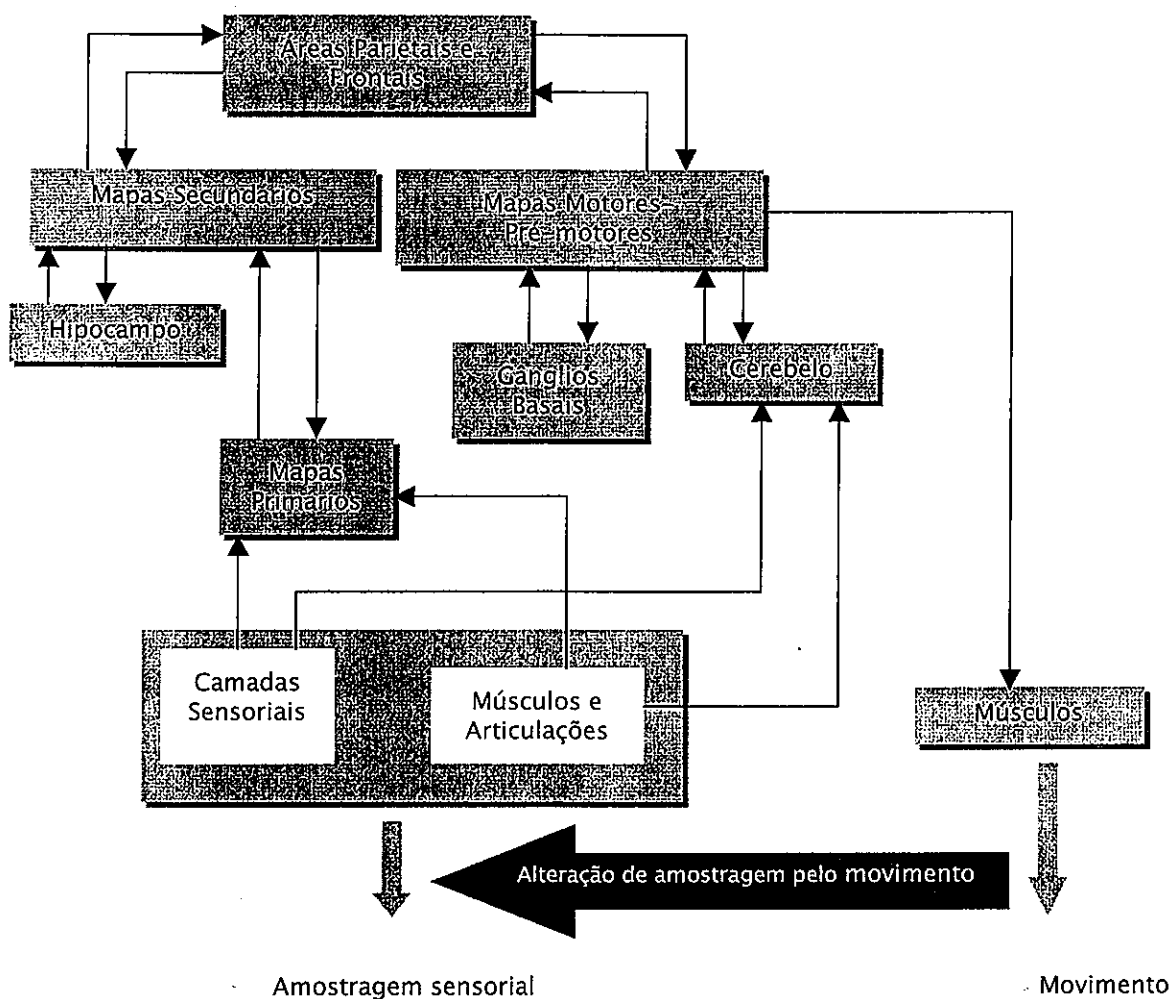 Áreas Parietais e
Frontais
Mapas Secundários
Mapas Motores-
Pré-motores
Hipocampo
Gânglios
Basais
Cerebelo
Mapas
Primários
Camadas
Sensoriais
Músculos e
Articulações
Músculos
Alteração de amostragem pelo movimento
Amostragem sensorial
Movimento